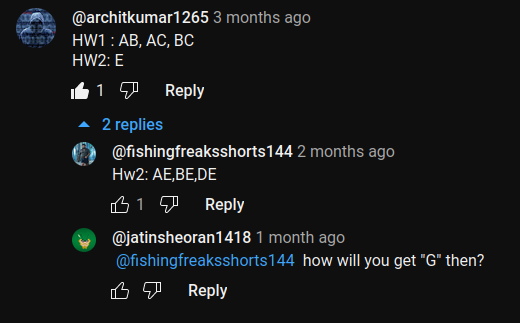 @architkumar1265 3 months ago
HW1 : AB, AC, BC
HW2: E
1 Reply
2 replies
@fishingfreaksshorts144 2 months ago
Hw2: AE,BE,DE
1 Reply
@jatinsheoran1418 1 month ago
@fishingfreaksshorts144 how will you get "G" then?
Reply